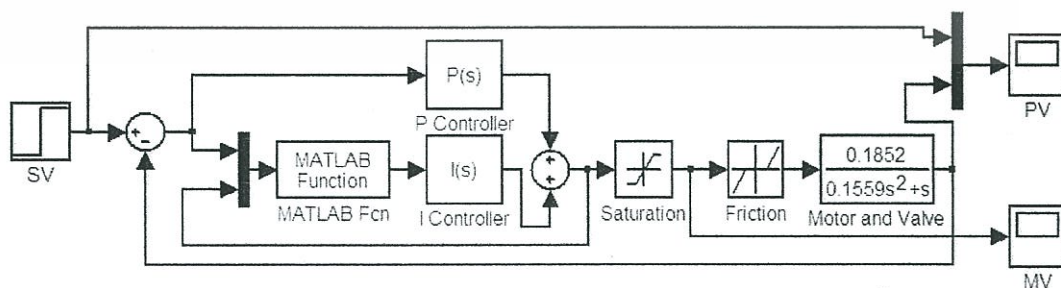 SV
P(s)
P Controller
MATLAB
Function
MATLAB Fcn
I(s)
I Controller
Saturation
Friction
0.1852
0.1559s²+s
Motor and Valve
PV
MV